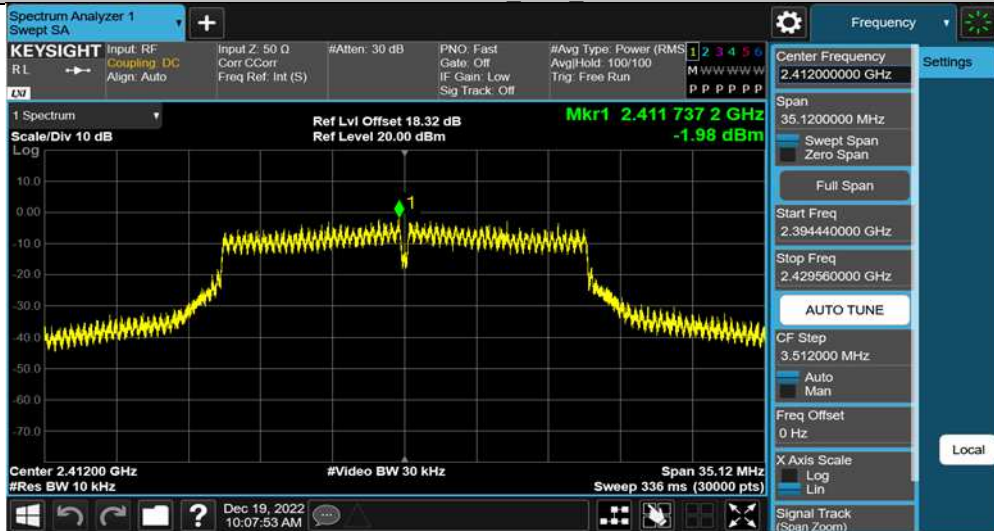 Spectrum Analyzer 1
Swept SA
Frequency
KEYSIGHT
RL
LXI
Input: RF
Coupling: DC
Align: Auto
Input Z: 50 Ω
Corr CCorr
Freq Ref: Int (S)
#Atten: 30 dB
PNO: Fast
Gate: Off
IF Gain: Low
Sig Track: Off
#Avg Type: Power (RMS
Avg|Hold: 100/100
Trig: Free Run
1 2 3 4 5 6
M W W W W W
P P P P P P
1 Spectrum
Scale/Div 10 dB
Log
Ref Lvl Offset 18.32 dB
Ref Level 20.00 dBm
Mkr1 2.411 737 2 GHz
-1.98 dBm
1
10.0
0.00
-10.0
-20.0
-30.0
-40.0
-50.0
-60.0
-70.0
Center 2.41200 GHz
#Res BW 10 kHz
#Video BW 30 kHz
Span 35.12 MHz
Sweep 336 ms (30000 pts)
Dec 19, 2022
10:07:53 AM
Center Frequency
2.412000000 GHz
Span
35.1200000 MHz
Swept Span
Zero Span
Full Span
Start Freq
2.394440000 GHz
Stop Freq
2.429560000 GHz
AUTO TUNE
CF Step
3.512000 MHz
Auto
Man
Freq Offset
0 Hz
X Axis Scale
Log
Lin
Signal Track
(Span Zoom)
Settings
Local